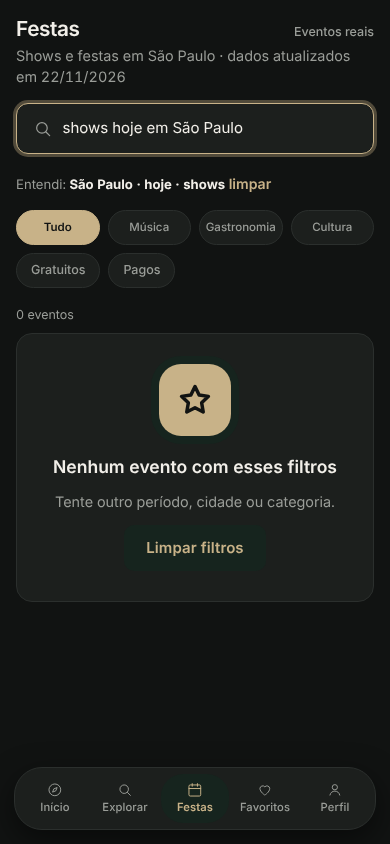 Festas
Eventos reais
Shows e festas em São Paulo · dados atualizados
em 22/11/2026
shows hoje em São Paulo
Entendi: São Paulo · hoje · shows limpar
Tudo
Música
Gastronomia
Cultura
Gratuitos
Pagos
0 eventos
Nenhum evento com esses filtros
Tente outro período, cidade ou categoria.
Limpar filtros
Início
Explorar
Festas
Favoritos
Perfil